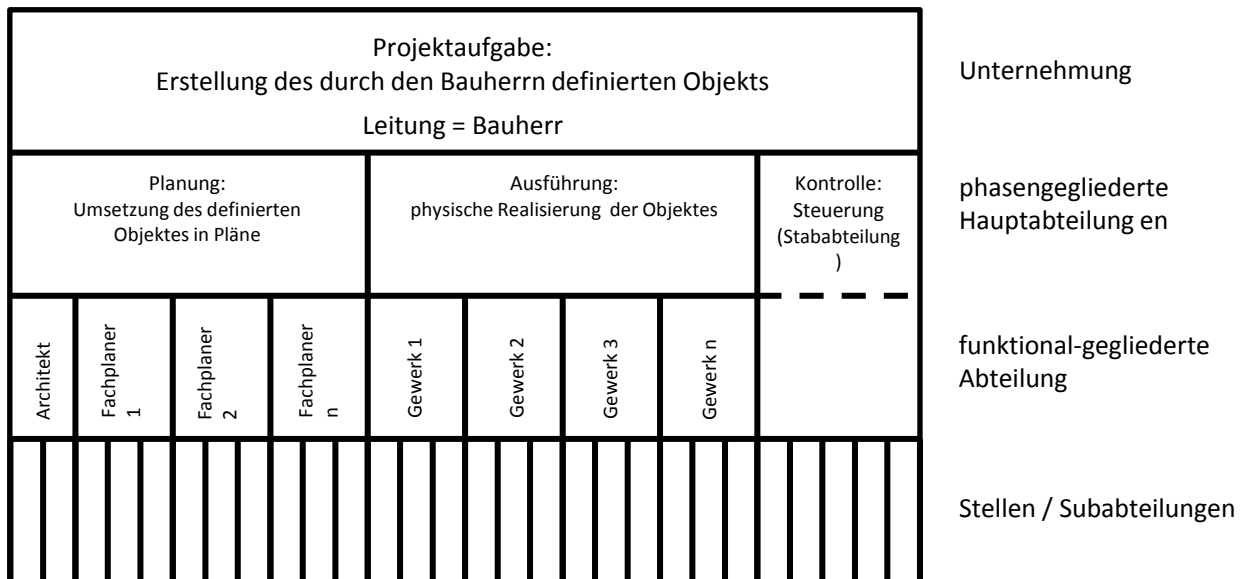 Projektaufgabe:
Erstellung des durch den Bauherrn definierten Objekts
Leitung = Bauherr
Unternehmung
Planung:
Umsetzung des definierten
Objektes in Pläne
Ausführung:
physische Realisierung der Objektes
Kontrolle:
Steuerung
(Stababteilung
)
phasengegliederte
Hauptabteilung en
Architekt
Fachplaner
1
Fachplaner
2
Fachplaner
n
Gewerk 1
Gewerk 2
Gewerk 3
Gewerk n
funktional-gegliederte
Abteilung
Stellen / Subabteilungen